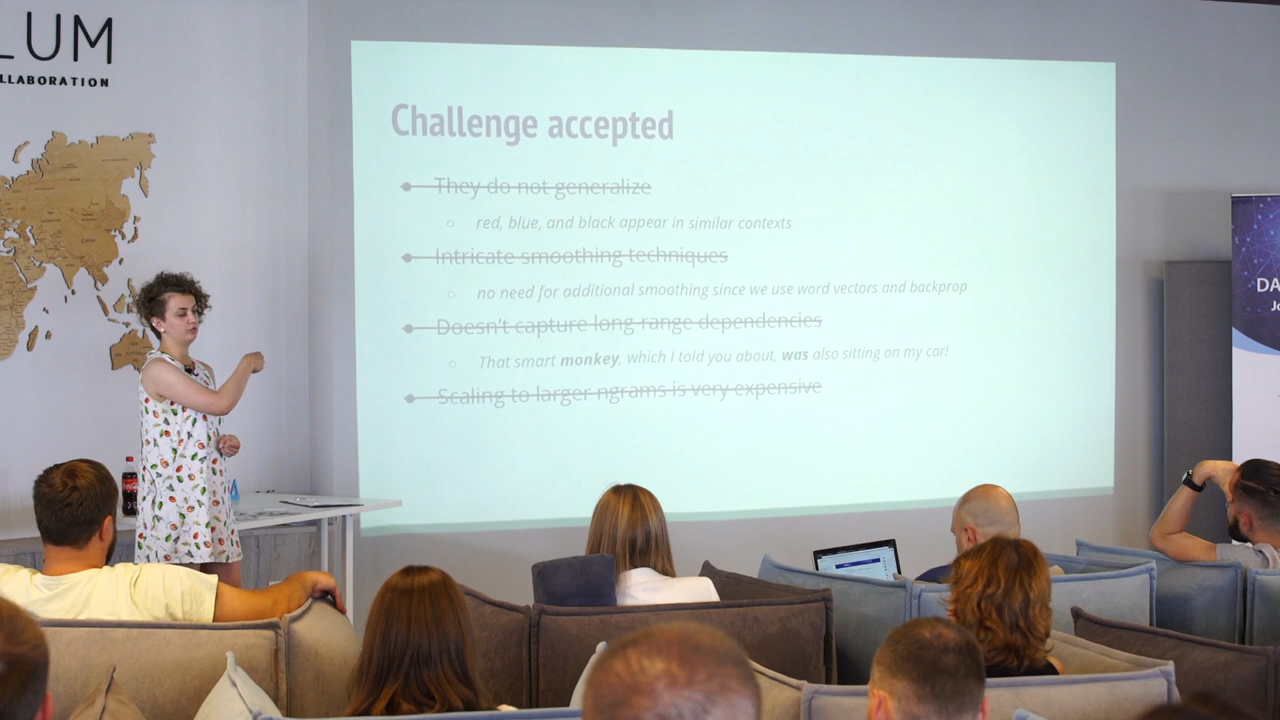 LUM
LLABORATION
Challenge accepted
They do not generalize
red, blue, and black appear in similar contexts
Intricate smoothing techniques
no need for additional smoothing since we use word vectors and backprop
Doesn't capture long range dependencies
That smart monkey, which I told you about, was also sitting on my car!
Scaling to larger ngrams is very expensive
DA
Jo